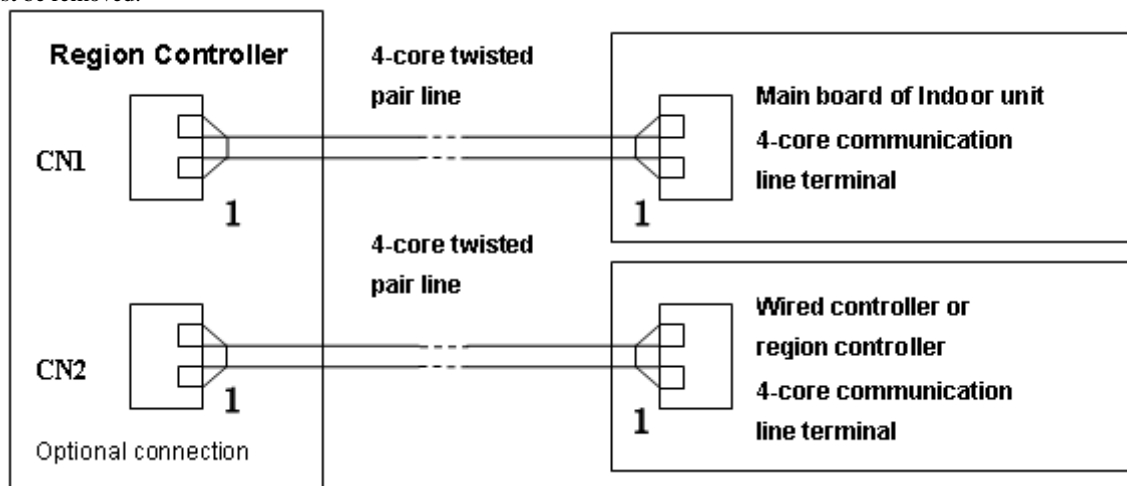 Region Controller
4-core twisted
pair line
CN1
1
1
Main board of Indoor unit
4-core communication
line terminal
4-core twisted
pair line
CN2
1
1
Optional connection
Wired controller or
region controller
4-core communication
line terminal